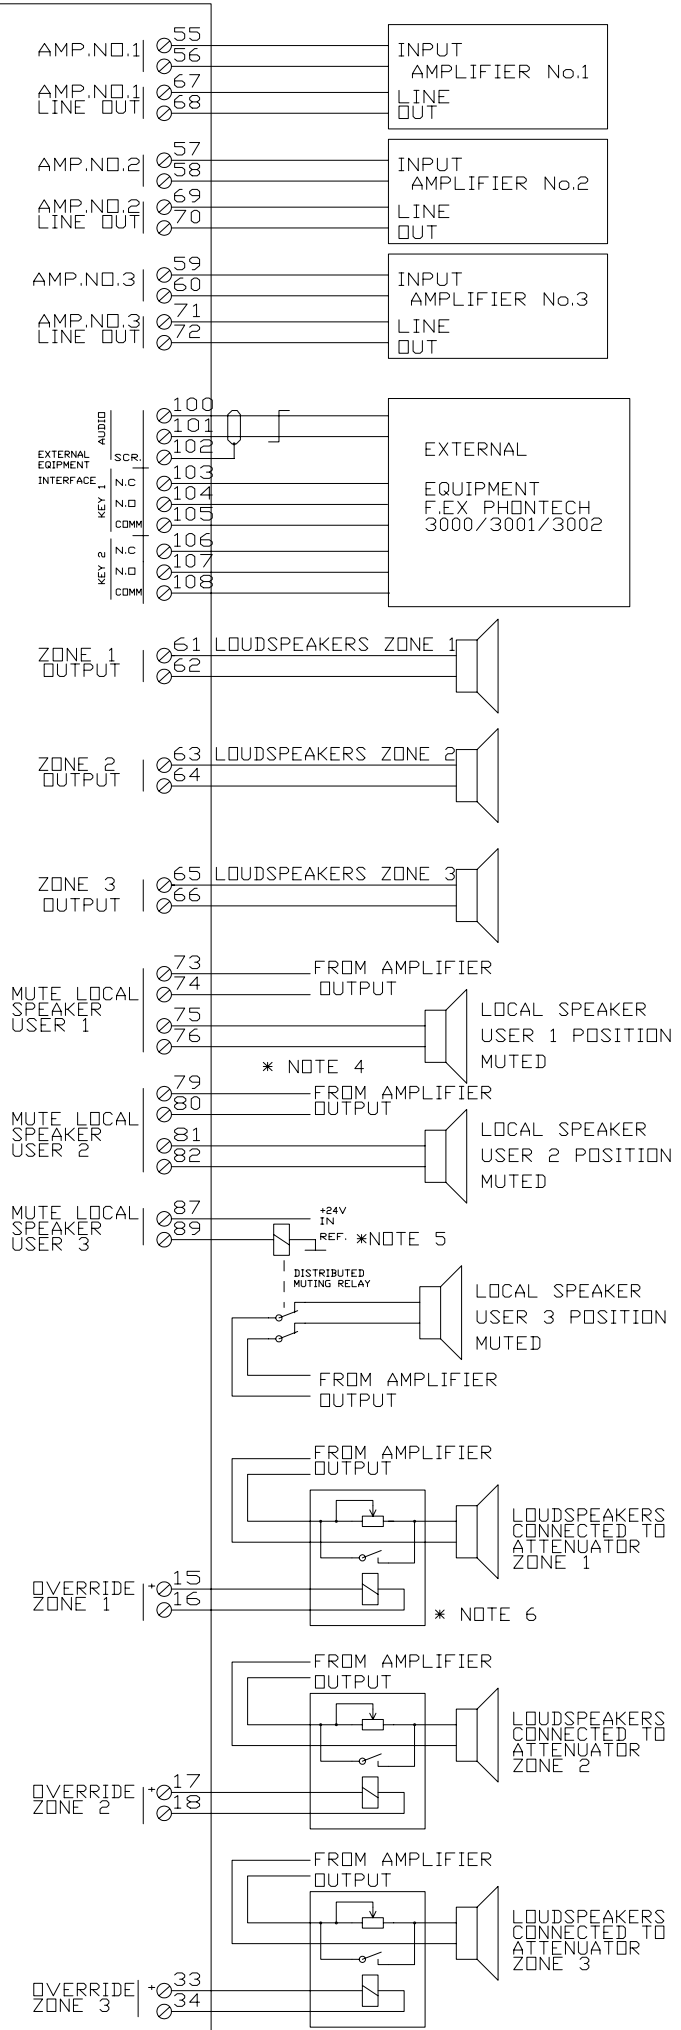 AMP.NO.1
55
56
INPUT
AMPLIFIER No.1
AMP.NO.1
LINE OUT
67
68
LINE
OUT
AMP.NO.2
57
58
INPUT
AMPLIFIER No.2
AMP.NO.2
LINE OUT
69
70
LINE
OUT
AMP.NO.3
59
60
INPUT
AMPLIFIER No.3
AMP.NO.3
LINE OUT
71
72
LINE
OUT
EXTERNAL
EQIPMENT
INTERFACE
AUDIO
SCR.
100
101
102
KEY 1
N.C
N.O
COMM
103
104
105
KEY 2
N.C
N.O
COMM
106
107
108
EXTERNAL
EQUIPMENT
F.EX PHONTECH
3000/3001/3002
ZONE 1
OUTPUT
61 LOUDSPEAKERS ZONE 1
62
ZONE 2
OUTPUT
63 LOUDSPEAKERS ZONE 2
64
ZONE 3
OUTPUT
65 LOUDSPEAKERS ZONE 3
66
MUTE LOCAL
SPEAKER
USER 1
73
74
75
76
FROM AMPLIFIER
OUTPUT
LOCAL SPEAKER
USER 1 POSITION
MUTED
* NOTE 4
MUTE LOCAL
SPEAKER
USER 2
79
80
81
82
FROM AMPLIFIER
OUTPUT
LOCAL SPEAKER
USER 2 POSITION
MUTED
MUTE LOCAL
SPEAKER
USER 3
87
89
+24V
IN
REF. *NOTE 5
DISTRIBUTED
MUTING RELAY
LOCAL SPEAKER
USER 3 POSITION
MUTED
FROM AMPLIFIER
OUTPUT
FROM AMPLIFIER
OUTPUT
LOUDSPEAKERS
CONNECTED TO
ATTENUATOR
ZONE 1
OVERRIDE
ZONE 1
+
15
16
* NOTE 6
FROM AMPLIFIER
OUTPUT
LOUDSPEAKERS
CONNECTED TO
ATTENUATOR
ZONE 2
OVERRIDE
ZONE 2
+
17
18
FROM AMPLIFIER
OUTPUT
LOUDSPEAKERS
CONNECTED TO
ATTENUATOR
ZONE 3
OVERRIDE
ZONE 3
+
33
34